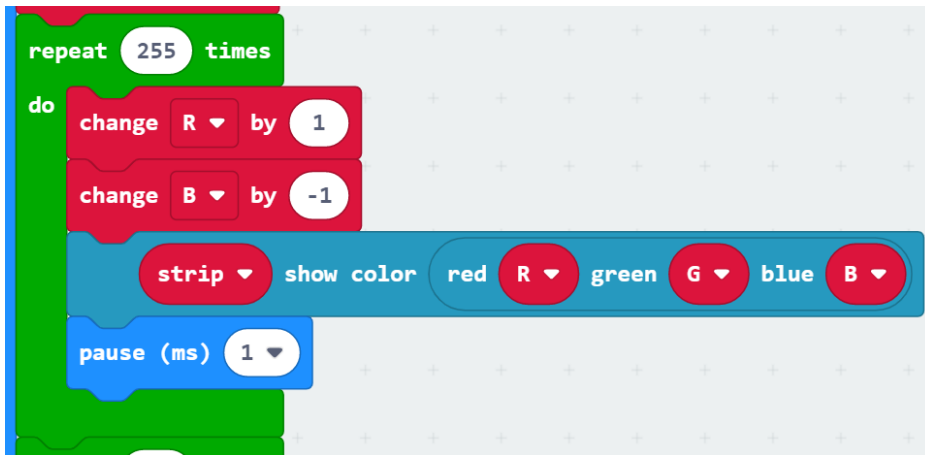 repeat 255 times
do
change R by 1
change B by -1
strip show color red R green G blue B
pause (ms) 1